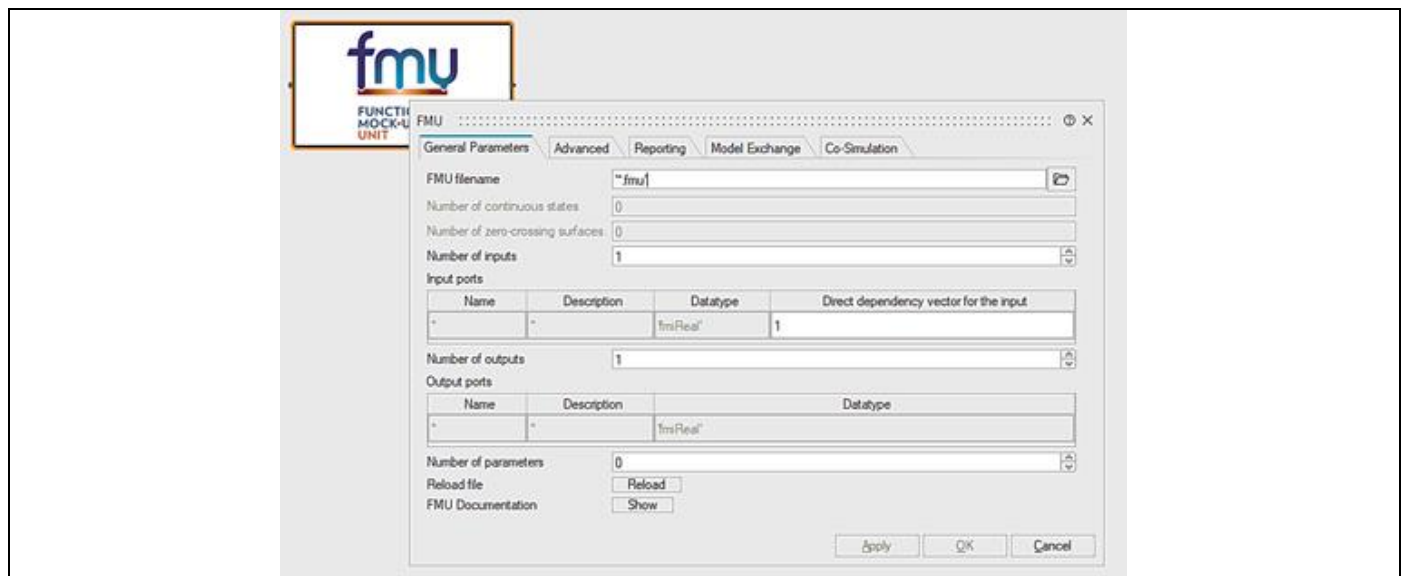 fmu
FUNCTI
MOCK-U
UNIT
FMU
General Parameters Advanced Reporting Model Exchange Co-Simulation
FMU filename ".fmu'
Number of continuous states 0
Number of zero-crossing surfaces 0
Number of inputs 1
Input ports
Name Description Datatype Direct dependency vector for the input
" " 'fmiReal" 1
Number of outputs 1
Output ports
Name Description Datatype
" " 'fmiReal"
Number of parameters 0
Reload file Reload
FMU Documentation Show
Apply OK Cancel